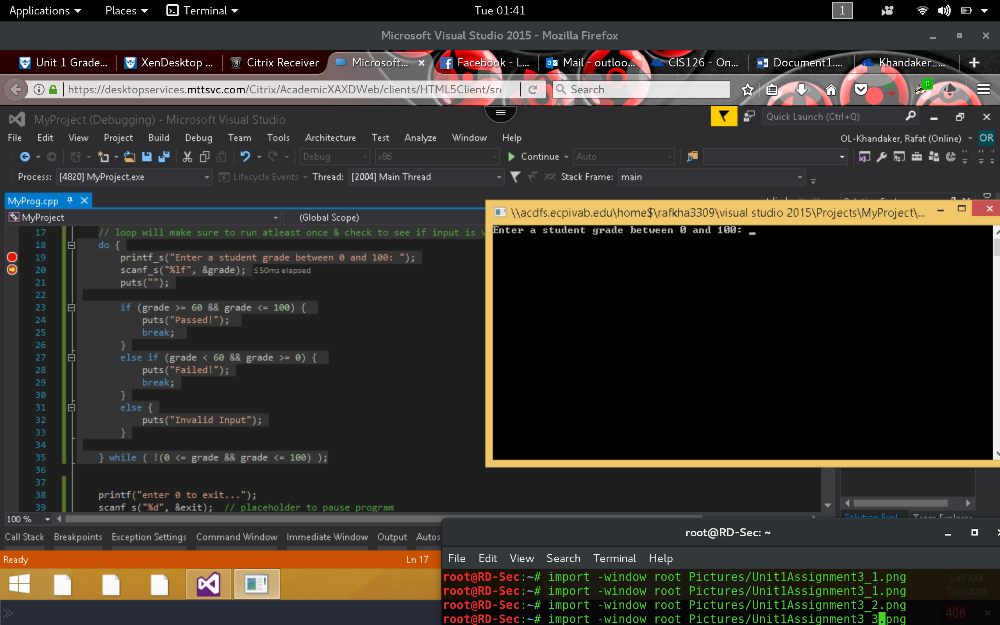 Applications Places Terminal Tue 01:41 1
Microsoft Visual Studio 2015 - Mozilla Firefox
Unit 1 Grade... XenDesktop ... Citrix Receiver Microsoft... Facebook - L... Mail - outloo... CIS126 - On... Document1.... Khandaker_...
https://desktopservices.mttsvc.com/Citrix/AcademicXAXDWeb/clients/HTML5Client/src Search 0
MyProject (Debugging) - Microsoft Visual Studio Quick Launch (Ctrl+Q)
File Edit View Project Build Debug Team Tools Architecture Test Analyze Window Help OL-Khandaker, Rafat (Online) OR
Debug x86 Continue Auto
Process: [4820] MyProject.exe Lifecycle Events Thread: [2004] Main Thread Stack Frame: main
MyProg.cpp
MyProject (Global Scope)
\\acdfs.ecpivab.edu\home$\rafkha3309\visual studio 2015\Projects\MyProject\...
Enter a student grade between 0 and 100: _
17 // loop will make sure to run atleast once & check to see if input is v
18 do {
19 printf_s("Enter a student grade between 0 and 100: ");
20 scanf_s("%lf", &grade); ≤50ms elapsed
21 puts("");
22
23 if (grade >= 60 && grade <= 100) {
24 puts("Passed!");
25 break;
26 }
27 else if (grade < 60 && grade >= 0) {
28 puts("Failed!");
29 break;
30 }
31 else {
32 puts("Invalid Input");
33 }
34
35 } while ( !(0 <= grade && grade <= 100) );
36
37
38 printf("enter 0 to exit...");
39 scanf_s("%d", &exit); // placeholder to pause program
100 %
Solution Expl... Team Explorer
Call Stack Breakpoints Exception Settings Command Window Immediate Window Output Autos
Ready Ln 17
root@RD-Sec: ~
File Edit View Search Terminal Help
root@RD-Sec:~# import -window root Pictures/Unit1Assignment3_1.png
root@RD-Sec:~# import -window root Pictures/Unit1Assignment3_1.png
root@RD-Sec:~# import -window root Pictures/Unit1Assignment3_2.png
root@RD-Sec:~# import -window root Pictures/Unit1Assignment3_3.png
1:41 AM
7/31/2018
408